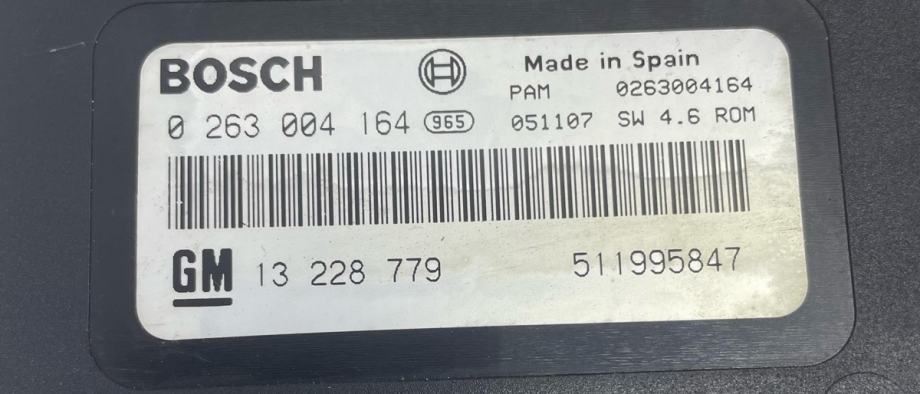 BOSCH
Made in Spain
PAM 0263004164
0 263 004 164 965
051107 SW 4.6 ROM
GM 13 228 779
511995847